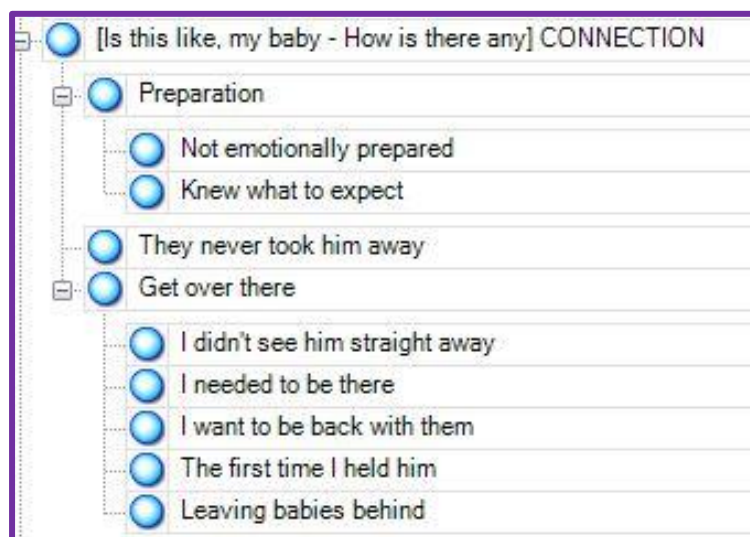 [Is this like, my baby - How is there any] CONNECTION
Preparation
Not emotionally prepared
Knew what to expect
They never took him away
Get over there
I didn't see him straight away
I needed to be there
I want to be back with them
The first time I held him
Leaving babies behind